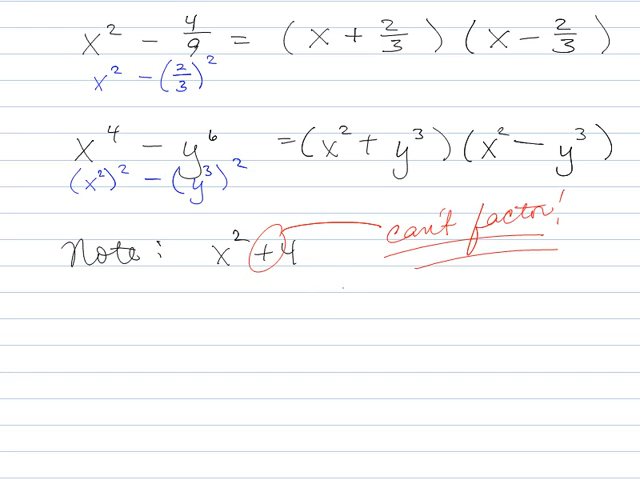 x² − 4/9 = (x + 2/3)(x − 2/3)
x² − (2/3)²
x⁴ − y⁶ = (x² + y³)(x² − y³)
(x²)² − (y³)²
Note: x² + 4 can't factor!